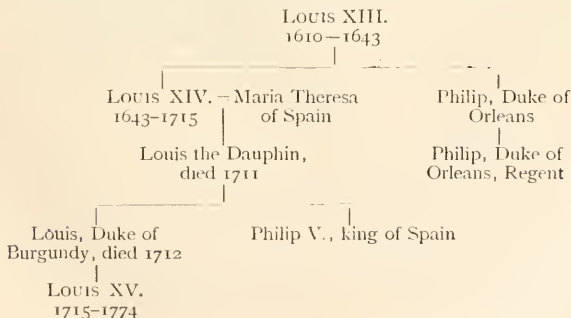 LOUIS XIII.
1610–1643
LOUIS XIV. – Maria Theresa
1643–1715 of Spain
Philip, Duke of
Orleans
Louis the Dauphin,
died 1711
Philip, Duke of
Orleans, Regent
Louis, Duke of
Burgundy, died 1712
Philip V., king of Spain
LOUIS XV.
1715–1774